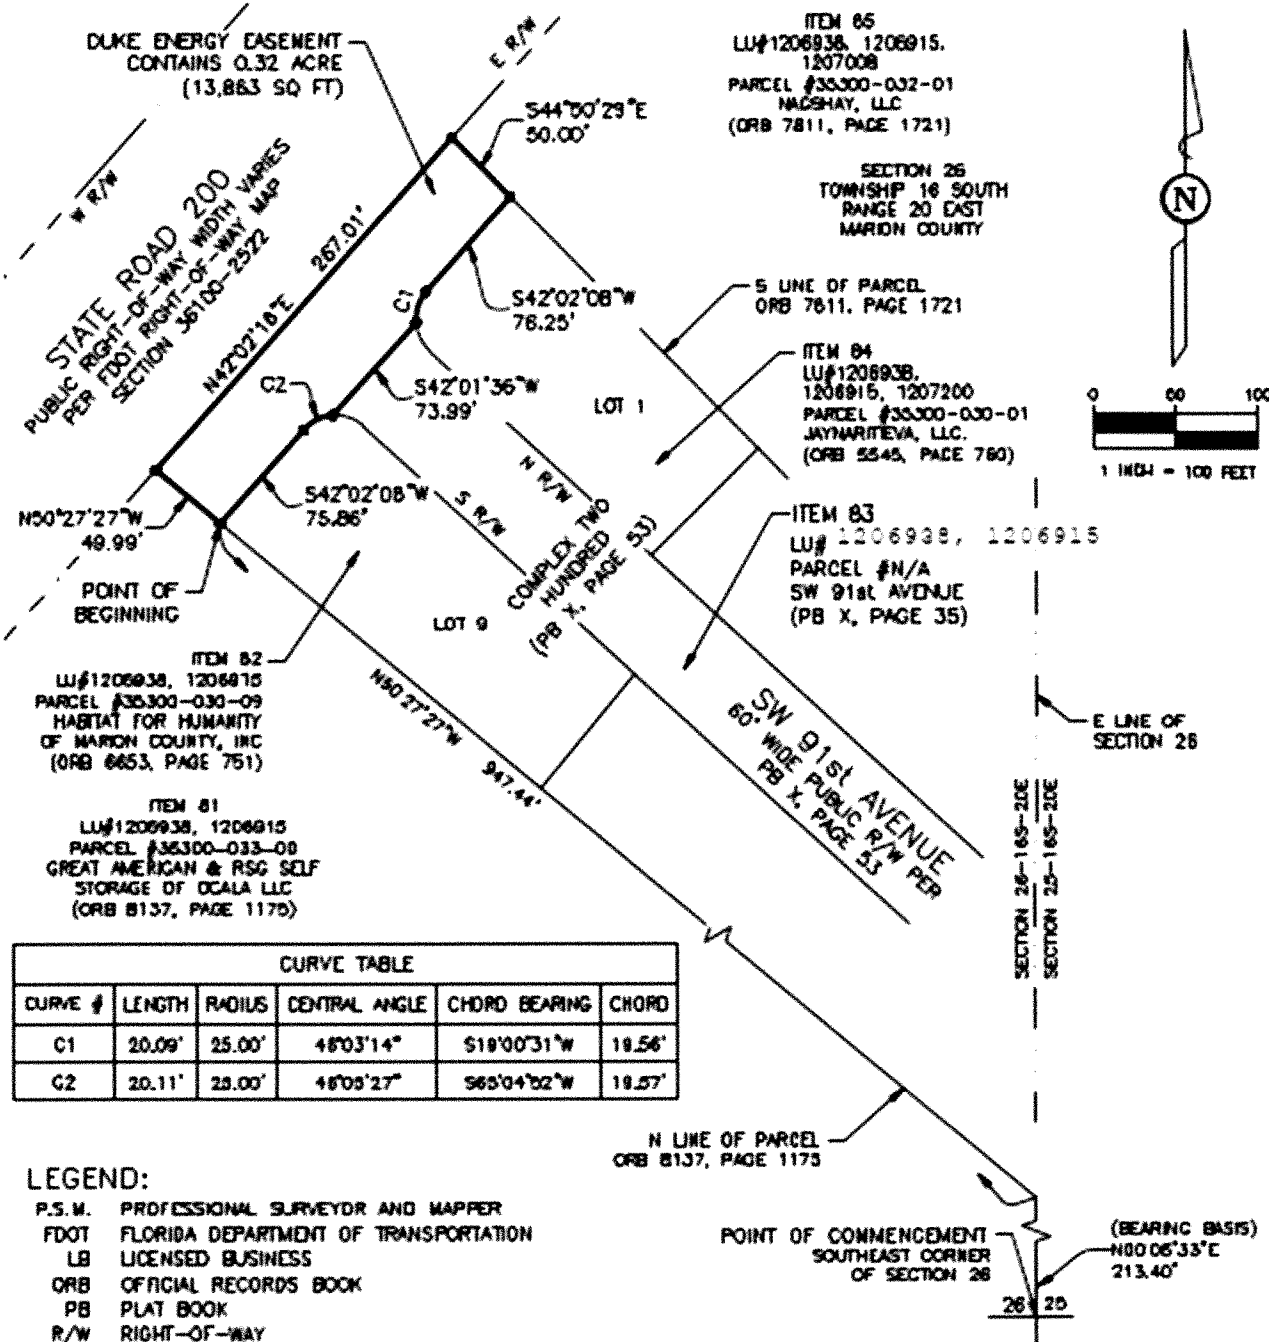 DUKE ENERGY EASEMENT
CONTAINS 0.32 ACRE
(13,883 SQ FT)
E R/W
S44°50'29"E
50.00'
ITEM 85
LU#1206938, 1206915,
1207008
PARCEL #35300-032-01
NAGSHAY, LLC
(ORB 7811, PAGE 1721)
SECTION 26
TOWNSHIP 16 SOUTH
RANGE 20 EAST
MARION COUNTY
N
W R/W
STATE ROAD 200
PUBLIC RIGHT-OF-WAY WIDTH VARIES
PER FDOT RIGHT-OF-WAY MAP
SECTION 36100-2522
267.01'
N42°02'18"E
C1
S42°02'08"W
76.25'
S LINE OF PARCEL
ORB 7611, PAGE 1721
C2
S42°01'36"W
73.99'
LOT 1
ITEM 84
LU#1206938,
1206915, 1207200
PARCEL #35300-030-01
JAYNARITEVA, LLC.
(ORB 5545, PAGE 780)
0 50 100
1 INCH = 100 FEET
N50°27'27"W
49.99'
S42°02'08"W
75.86'
N R/W
S R/W
COMPLEX TWO
HUNDRED
(PB X, PAGE 53)
ITEM 83
LU# 1206938, 1206915
PARCEL #N/A
SW 91st AVENUE
(PB X, PAGE 35)
POINT OF
BEGINNING
LOT 9
ITEM 82
LU#1206938, 1206915
PARCEL #35300-030-09
HABITAT FOR HUMANITY
OF MARION COUNTY, INC
(ORB 6653, PAGE 751)
N50°27'27"W
947.44'
SW 91st AVENUE
60' WIDE PUBLIC R/W PER
PB X, PAGE 53
E LINE OF
SECTION 26
ITEM 81
LU#1206938, 1206915
PARCEL #35300-033-00
GREAT AMERICAN & RSG SELF
STORAGE OF OCALA LLC
(ORB 8137, PAGE 1175)
SECTION 26-16S-20E
SECTION 25-16S-20E
CURVE TABLE
CURVE # LENGTH RADIUS CENTRAL ANGLE CHORD BEARING CHORD
C1 20.09' 25.00' 46°03'14" S19°00'31"W 19.56'
C2 20.11' 25.00' 46°05'27" S65°04'52"W 19.57'
N LINE OF PARCEL
ORB 8137, PAGE 1175
LEGEND:
P.S.M. PROFESSIONAL SURVEYOR AND MAPPER
FDOT FLORIDA DEPARTMENT OF TRANSPORTATION
LB LICENSED BUSINESS
ORB OFFICIAL RECORDS BOOK
PB PLAT BOOK
R/W RIGHT-OF-WAY
POINT OF COMMENCEMENT
SOUTHEAST CORNER
OF SECTION 26
(BEARING BASIS)
N00°06'33"E
213.40'
26 25